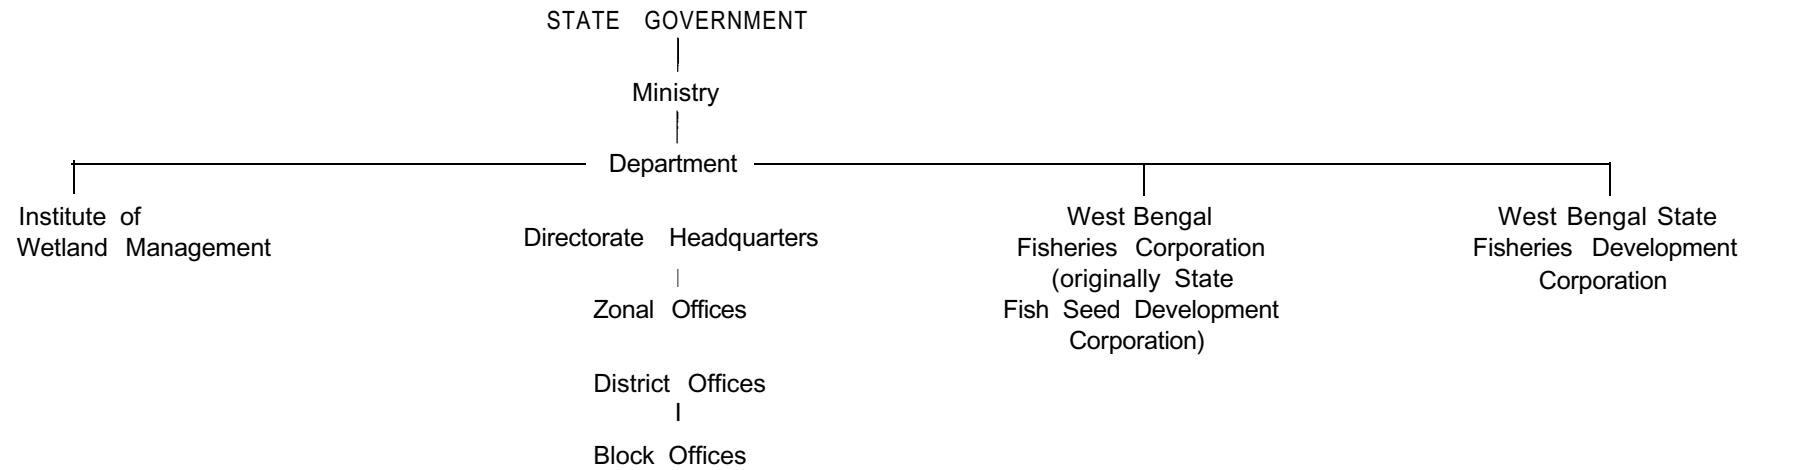 STATE GOVERNMENT
Ministry
Department
Institute of
Wetland Management
Directorate Headquarters
Zonal Offices
District Offices
Block Offices
West Bengal
Fisheries Corporation
(originally State
Fish Seed Development
Corporation)
West Bengal State
Fisheries Development
Corporation